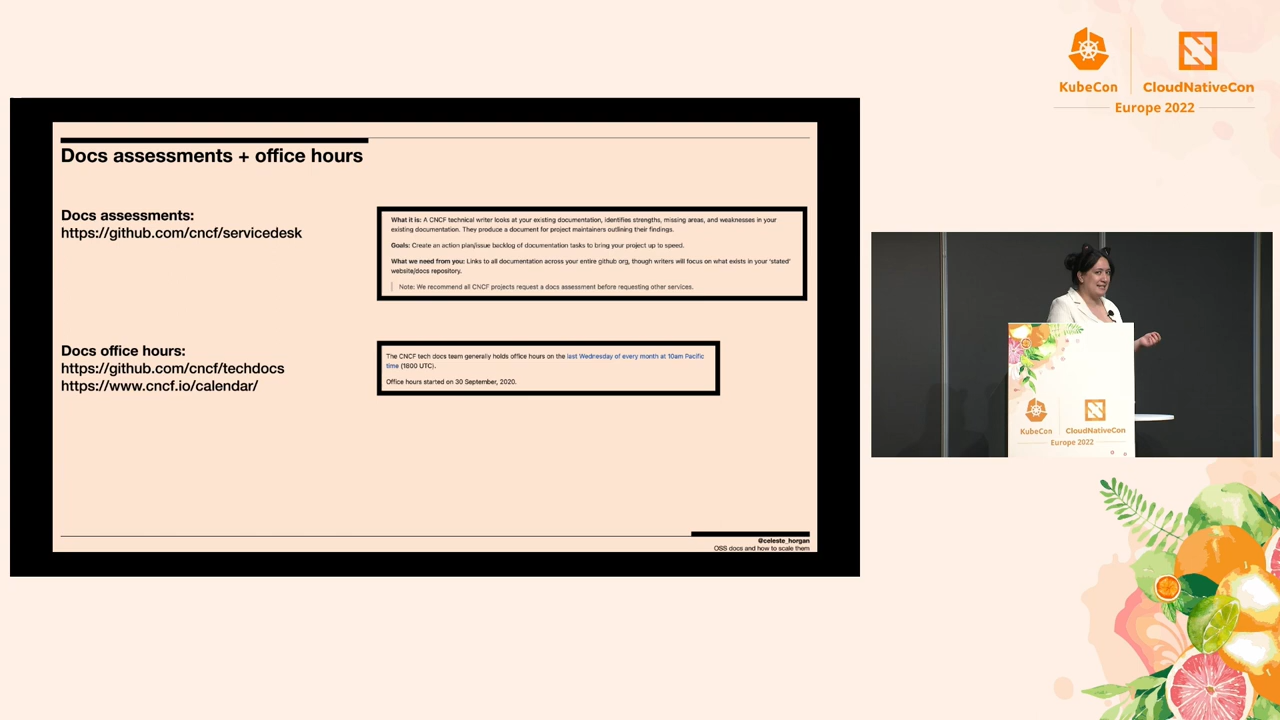 KubeCon
CloudNativeCon
Europe 2022
Docs assessments + office hours
Docs assessments:
https://github.com/cncf/servicedesk
What it is: A CNCF technical writer looks at your existing documentation, identifies strengths, missing areas, and weaknesses in your
existing documentation. They produce a document for project maintainers outlining their findings.
Goals: Create an action plan/issue backlog of documentation tasks to bring your project up to speed.
What we need from you: Links to all documentation across your entire github org, though writers will focus on what exists in your 'stated'
website/docs repository.
Note: We recommend all CNCF projects request a docs assessment before requesting other services.
Docs office hours:
https://github.com/cncf/techdocs
https://www.cncf.io/calendar/
The CNCF tech docs team generally holds office hours on the last Wednesday of every month at 10am Pacific
time (1800 UTC).
Office hours started on 30 September, 2020.
@celeste_horgan
OSS docs and how to scale them
KubeCon
CloudNativeCon
Europe 2022